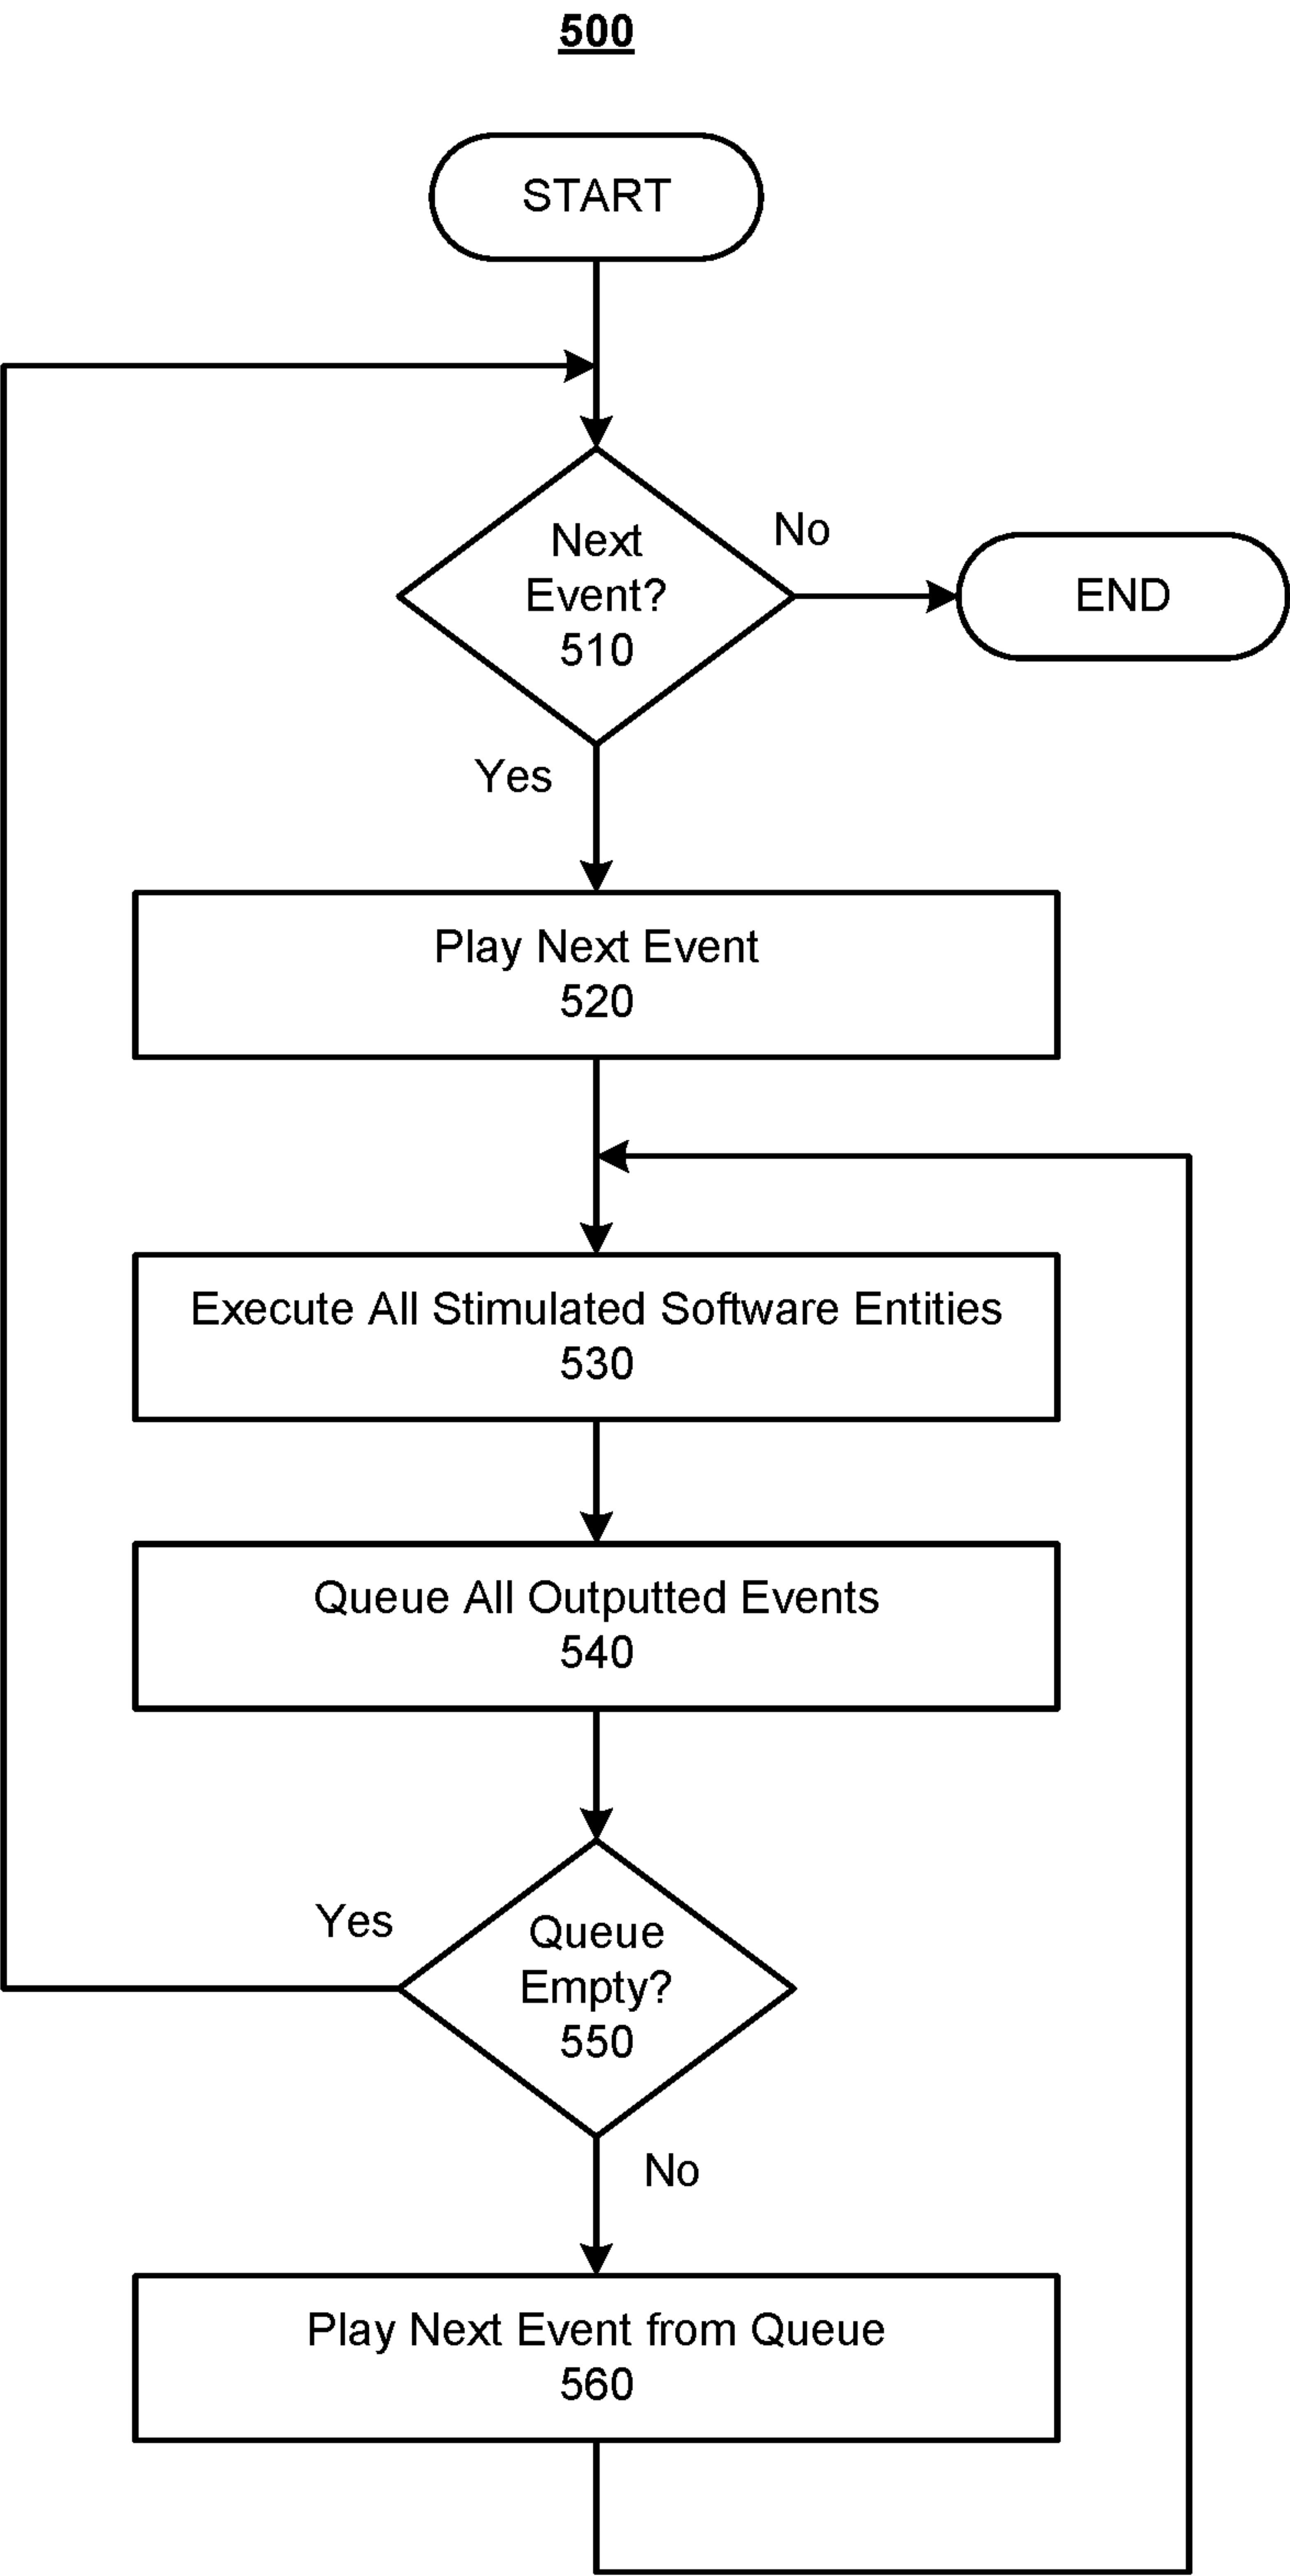 500
START
Next
Event?
510
No
END
Yes
Play Next Event
520
Execute All Stimulated Software Entities
530
Queue All Outputted Events
540
Yes
Queue
Empty?
550
No
Play Next Event from Queue
560